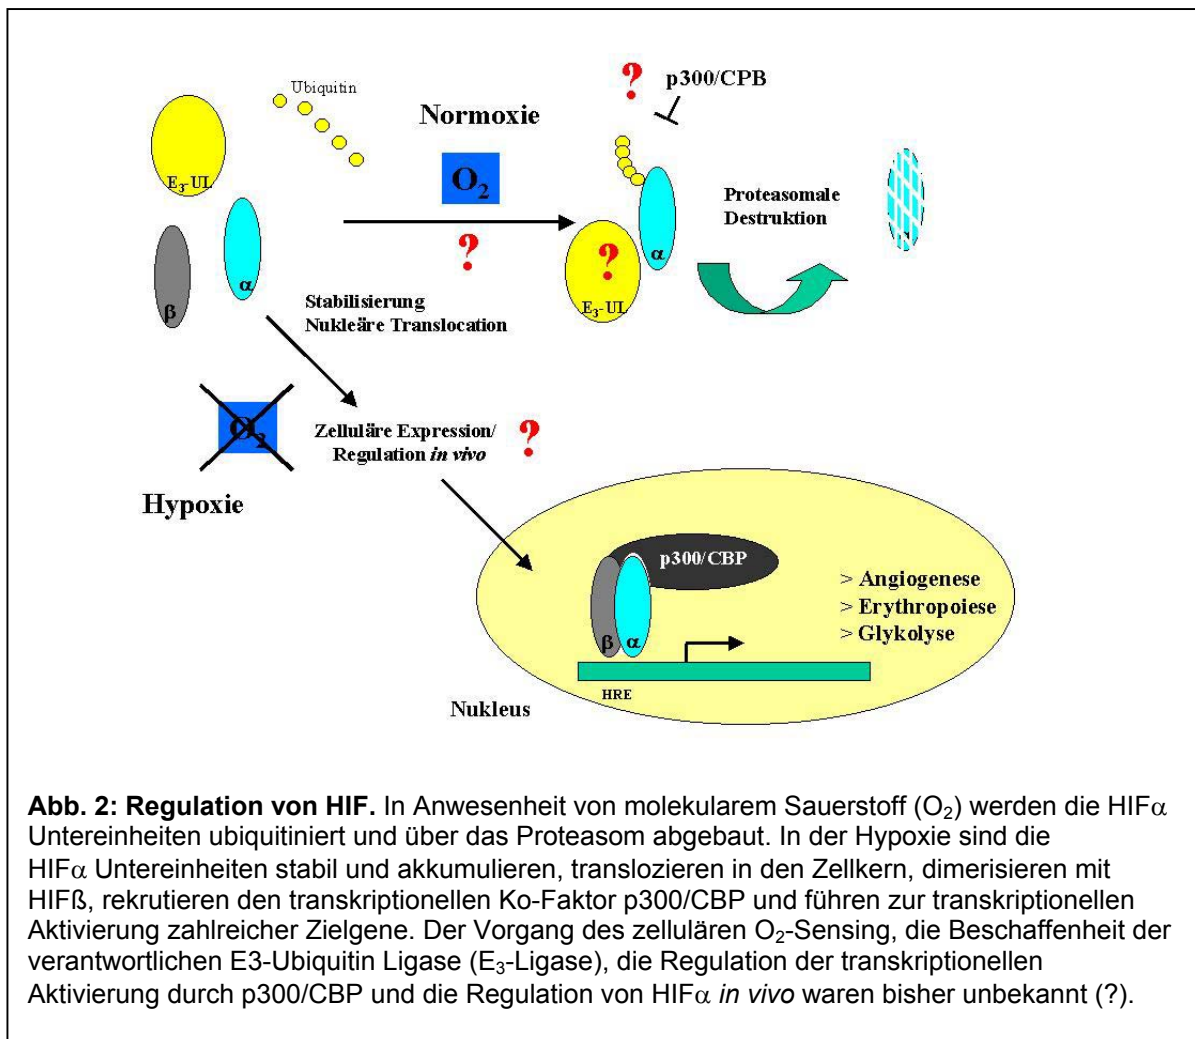 Ubiquitin
?
p300/CPB
Normoxie
E3-UL
O2
Proteasomale
Destruktion
α
?
?
α
β
E3-UL
Stabilisierung
Nukleäre Translocation
O2
Zelluläre Expression/
Regulation in vivo
?
Hypoxie
p300/CBP
> Angiogenese
> Erythropoiese
> Glykolyse
β
α
HRE
Nukleus
Abb. 2: Regulation von HIF. In Anwesenheit von molekularem Sauerstoff (O2) werden die HIFα
Untereinheiten ubiquitiniert und über das Proteasom abgebaut. In der Hypoxie sind die
HIFα Untereinheiten stabil und akkumulieren, translozieren in den Zellkern, dimerisieren mit
HIFß, rekrutieren den transkriptionellen Ko-Faktor p300/CBP und führen zur transkriptionellen
Aktivierung zahlreicher Zielgene. Der Vorgang des zellulären O2-Sensing, die Beschaffenheit der
verantwortlichen E3-Ubiquitin Ligase (E3-Ligase), die Regulation der transkriptionellen
Aktivierung durch p300/CBP und die Regulation von HIFα in vivo waren bisher unbekannt (?).